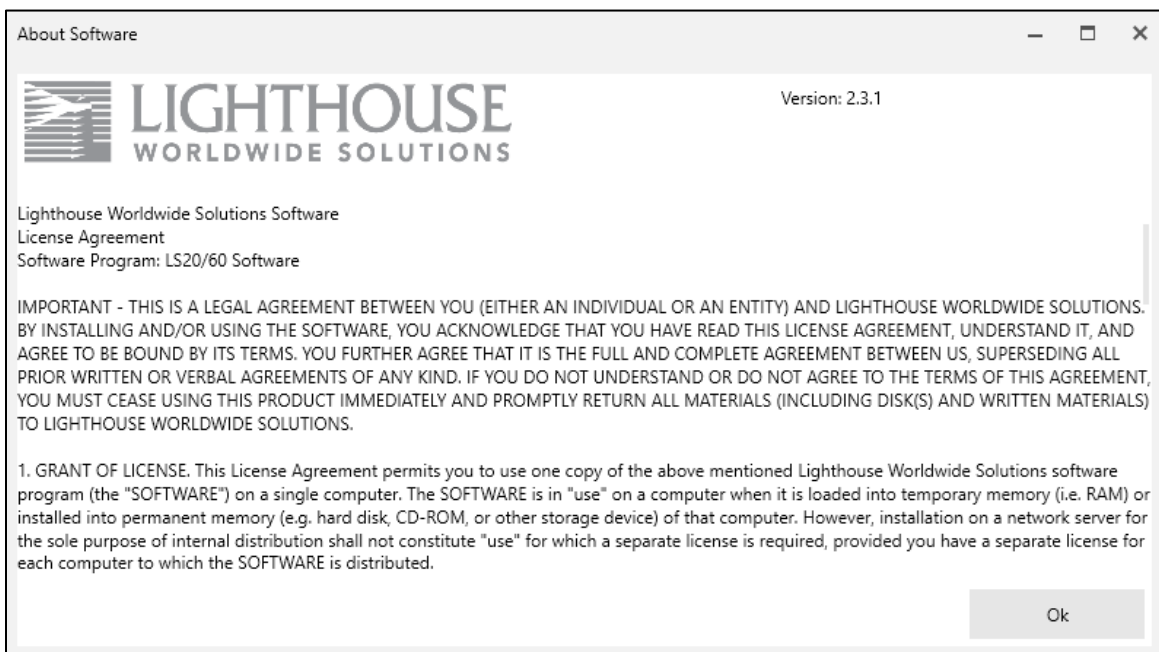 About Software
LIGHTHOUSE
WORLDWIDE SOLUTIONS
Version: 2.3.1
Lighthouse Worldwide Solutions Software
License Agreement
Software Program: LS20/60 Software
IMPORTANT - THIS IS A LEGAL AGREEMENT BETWEEN YOU (EITHER AN INDIVIDUAL OR AN ENTITY) AND LIGHTHOUSE WORLDWIDE SOLUTIONS.
BY INSTALLING AND/OR USING THE SOFTWARE, YOU ACKNOWLEDGE THAT YOU HAVE READ THIS LICENSE AGREEMENT, UNDERSTAND IT, AND
AGREE TO BE BOUND BY ITS TERMS. YOU FURTHER AGREE THAT IT IS THE FULL AND COMPLETE AGREEMENT BETWEEN US, SUPERSEDING ALL
PRIOR WRITTEN OR VERBAL AGREEMENTS OF ANY KIND. IF YOU DO NOT UNDERSTAND OR DO NOT AGREE TO THE TERMS OF THIS AGREEMENT,
YOU MUST CEASE USING THIS PRODUCT IMMEDIATELY AND PROMPTLY RETURN ALL MATERIALS (INCLUDING DISK(S) AND WRITTEN MATERIALS)
TO LIGHTHOUSE WORLDWIDE SOLUTIONS.
1. GRANT OF LICENSE. This License Agreement permits you to use one copy of the above mentioned Lighthouse Worldwide Solutions software
program (the "SOFTWARE") on a single computer. The SOFTWARE is in "use" on a computer when it is loaded into temporary memory (i.e. RAM) or
installed into permanent memory (e.g. hard disk, CD-ROM, or other storage device) of that computer. However, installation on a network server for
the sole purpose of internal distribution shall not constitute "use" for which a separate license is required, provided you have a separate license for
each computer to which the SOFTWARE is distributed.
Ok